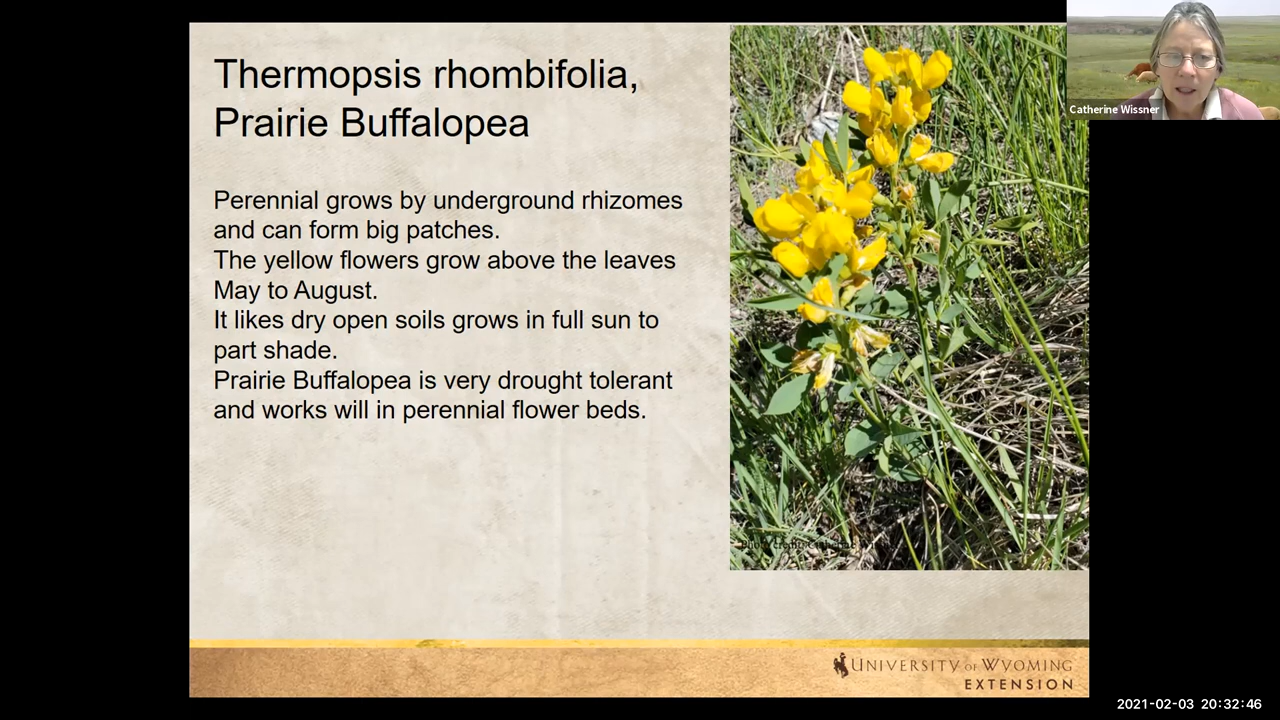 Thermopsis rhombifolia,
Prairie Buffalopea
Perennial grows by underground rhizomes
and can form big patches.
The yellow flowers grow above the leaves
May to August.
It likes dry open soils grows in full sun to
part shade.
Prairie Buffalopea is very drought tolerant
and works will in perennial flower beds.
Catherine Wissner
UNIVERSITY OF WYOMING
EXTENSION
2021-02-03 20:32:46